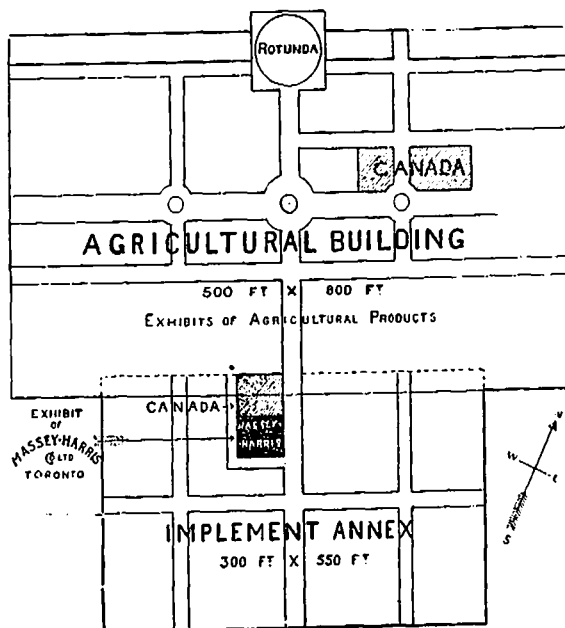 ROTUNDA
CANADA
AGRICULTURAL BUILDING
500 FT X 800 FT
EXHIBITS OF AGRICULTURAL PRODUCTS
CANADA
MASSEY-
HARRIS
EXHIBIT
OF
MASSEY-HARRIS
CO LTD
TORONTO
N
W
E
S
IMPLEMENT ANNEX
300 FT X 550 FT